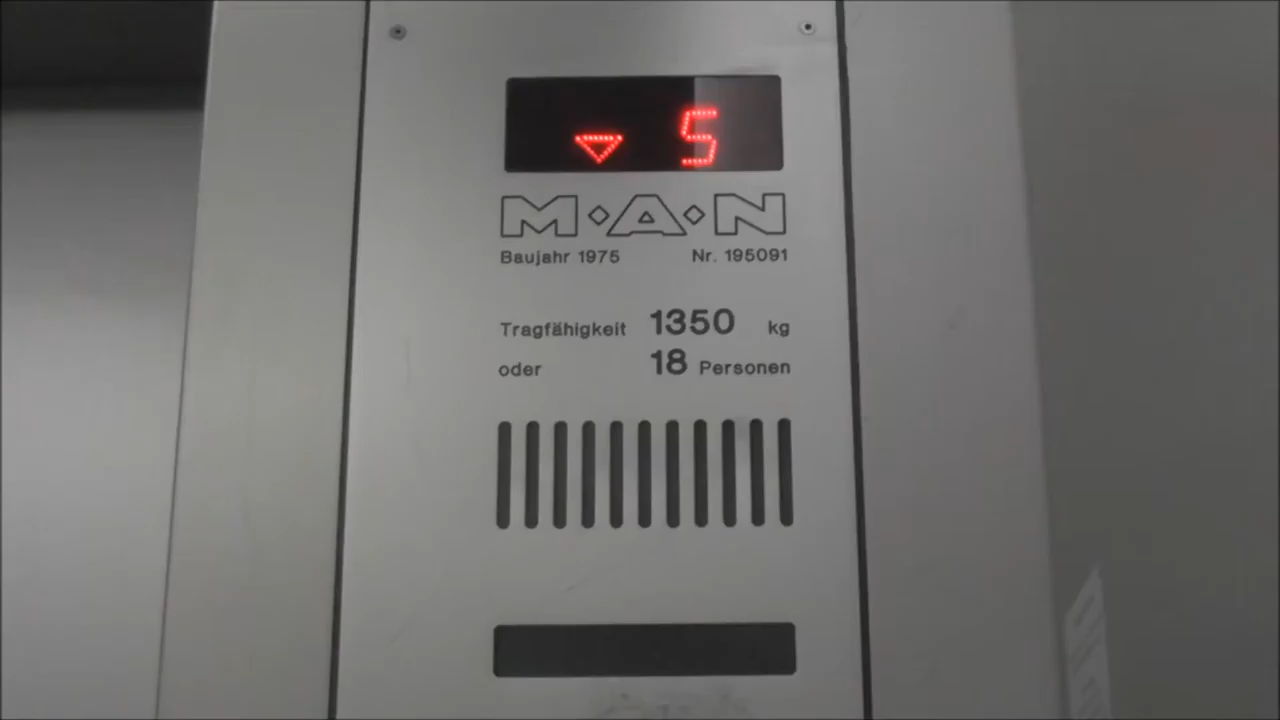 5
M·A·N
Baujahr 1975 Nr. 195091
Tragfähigkeit 1350 kg
oder 18 Personen